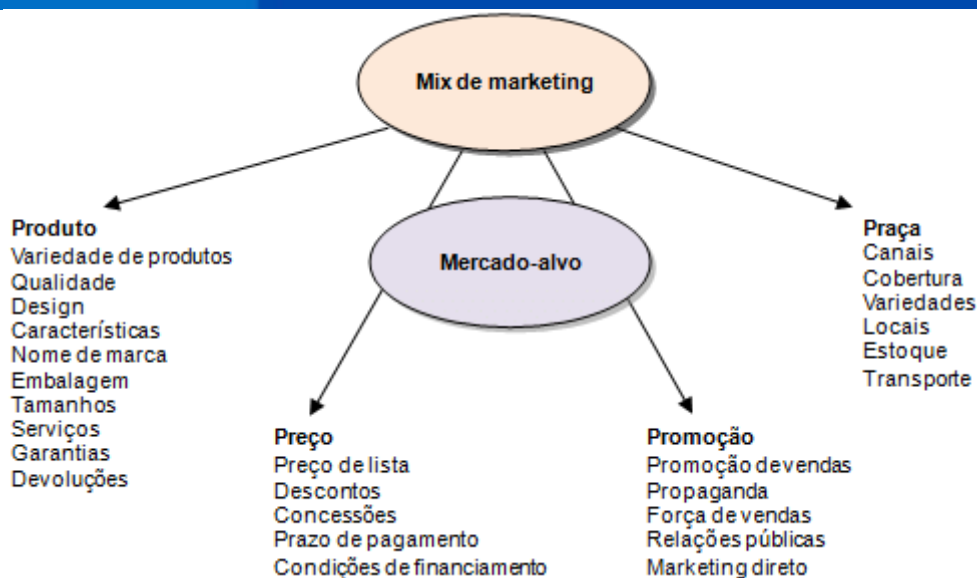 Mix de marketing
Mercado-alvo
Produto
Variedade de produtos
Qualidade
Design
Características
Nome de marca
Embalagem
Tamanhos
Serviços
Garantias
Devoluções
Preço
Preço de lista
Descontos
Concessões
Prazo de pagamento
Condições de financiamento
Promoção
Promoção de vendas
Propaganda
Força de vendas
Relações públicas
Marketing direto
Praça
Canais
Cobertura
Variedades
Locais
Estoque
Transporte